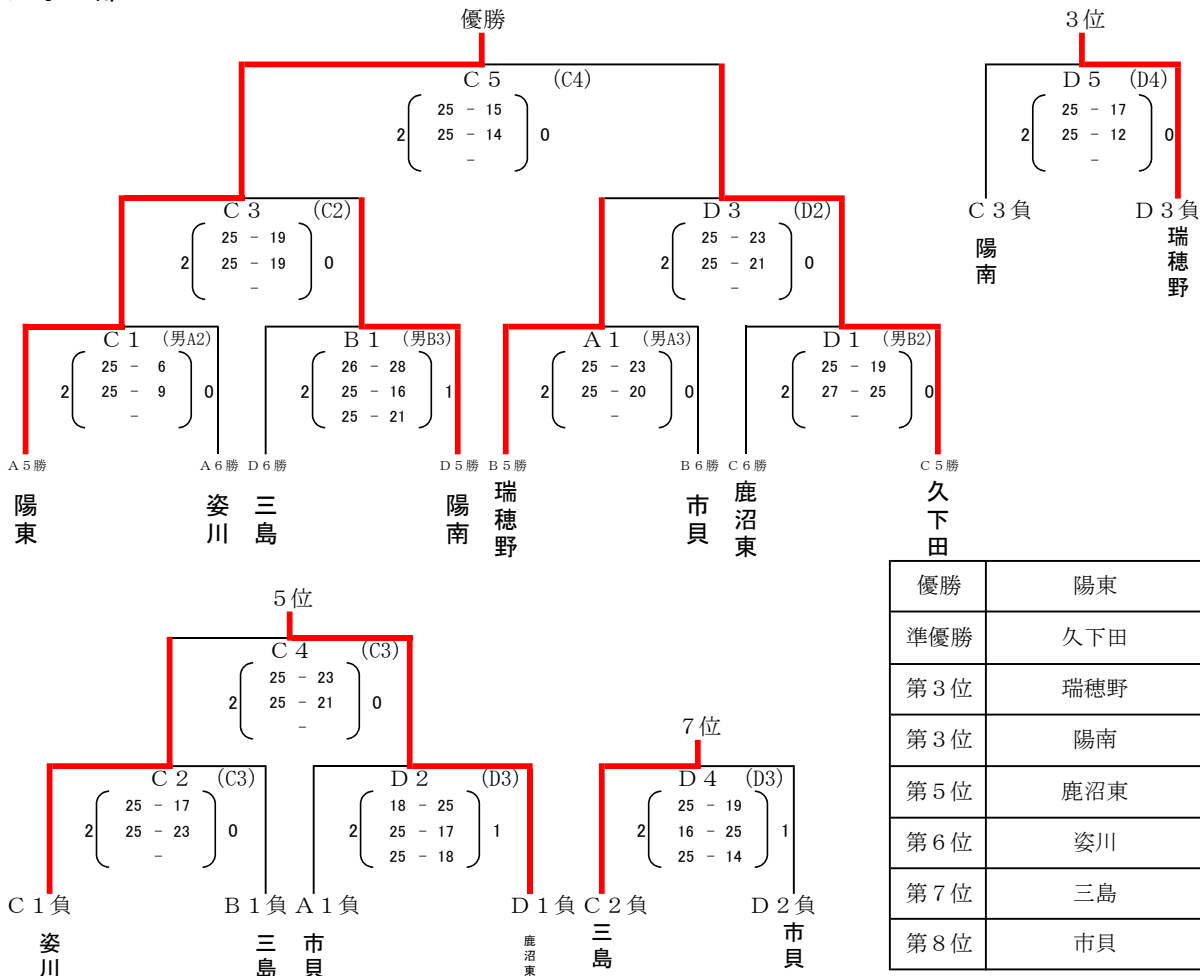 優勝 3位
C5 (C4) D5 (D4)
25 - 15 25 - 17
2 25 - 14 0 2 25 - 12 0
- -
C3 (C2) D3 (D2) C3負 D3負
25 - 19 25 - 23 陽南 瑞穂野
2 25 - 19 0 2 25 - 21 0
- -
C1 (男A2) B1 (男B3) A1 (男A3) D1 (男B2)
25 - 6 26 - 28 25 - 23 25 - 19
2 25 - 9 0 2 25 - 16 1 2 25 - 20 0 2 27 - 25 0
- 25 - 21 - -
A5勝 A6勝 D6勝 D5勝 B5勝 B6勝 C6勝 C5勝
陽東 姿川 三島 陽南 瑞穂野 市貝 鹿沼東 久下田
5位
C4 (C3)
25 - 23
2 25 - 21 0
-
7位
C2 (C3) D2 (D3) D4 (D3)
25 - 17 18 - 25 25 - 19
2 25 - 23 0 2 25 - 17 1 2 16 - 25 1
- 25 - 18 25 - 14
C1負 B1負 A1負 D1負 C2負 D2負
姿川 三島 市貝 鹿沼東 三島 市貝
優勝 陽東
準優勝 久下田
第3位 瑞穂野
第3位 陽南
第5位 鹿沼東
第6位 姿川
第7位 三島
第8位 市貝